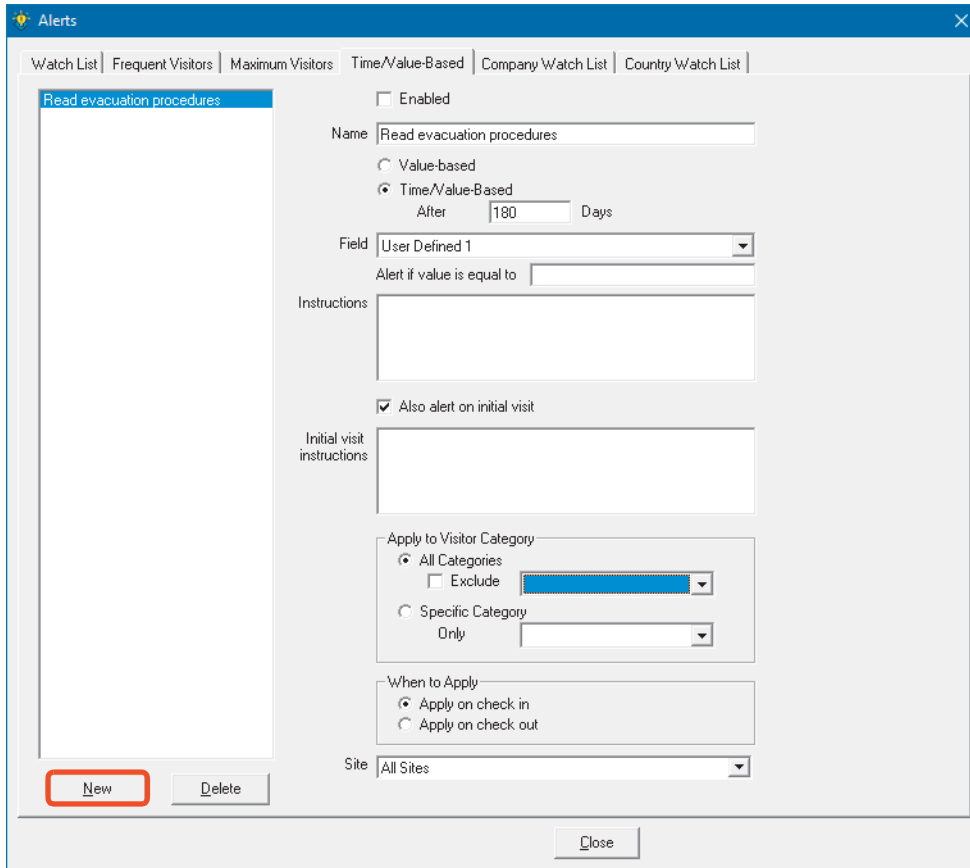 Alerts
Watch List Frequent Visitors Maximum Visitors Time/Value-Based Company Watch List Country Watch List
Read evacuation procedures
Enabled
Name Read evacuation procedures
Value-based
Time/Value-Based
After 180 Days
Field User Defined 1
Alert if value is equal to
Instructions
Also alert on initial visit
Initial visit
instructions
Apply to Visitor Category
All Categories
Exclude
Specific Category
Only
When to Apply
Apply on check in
Apply on check out
Site All Sites
New Delete
Close